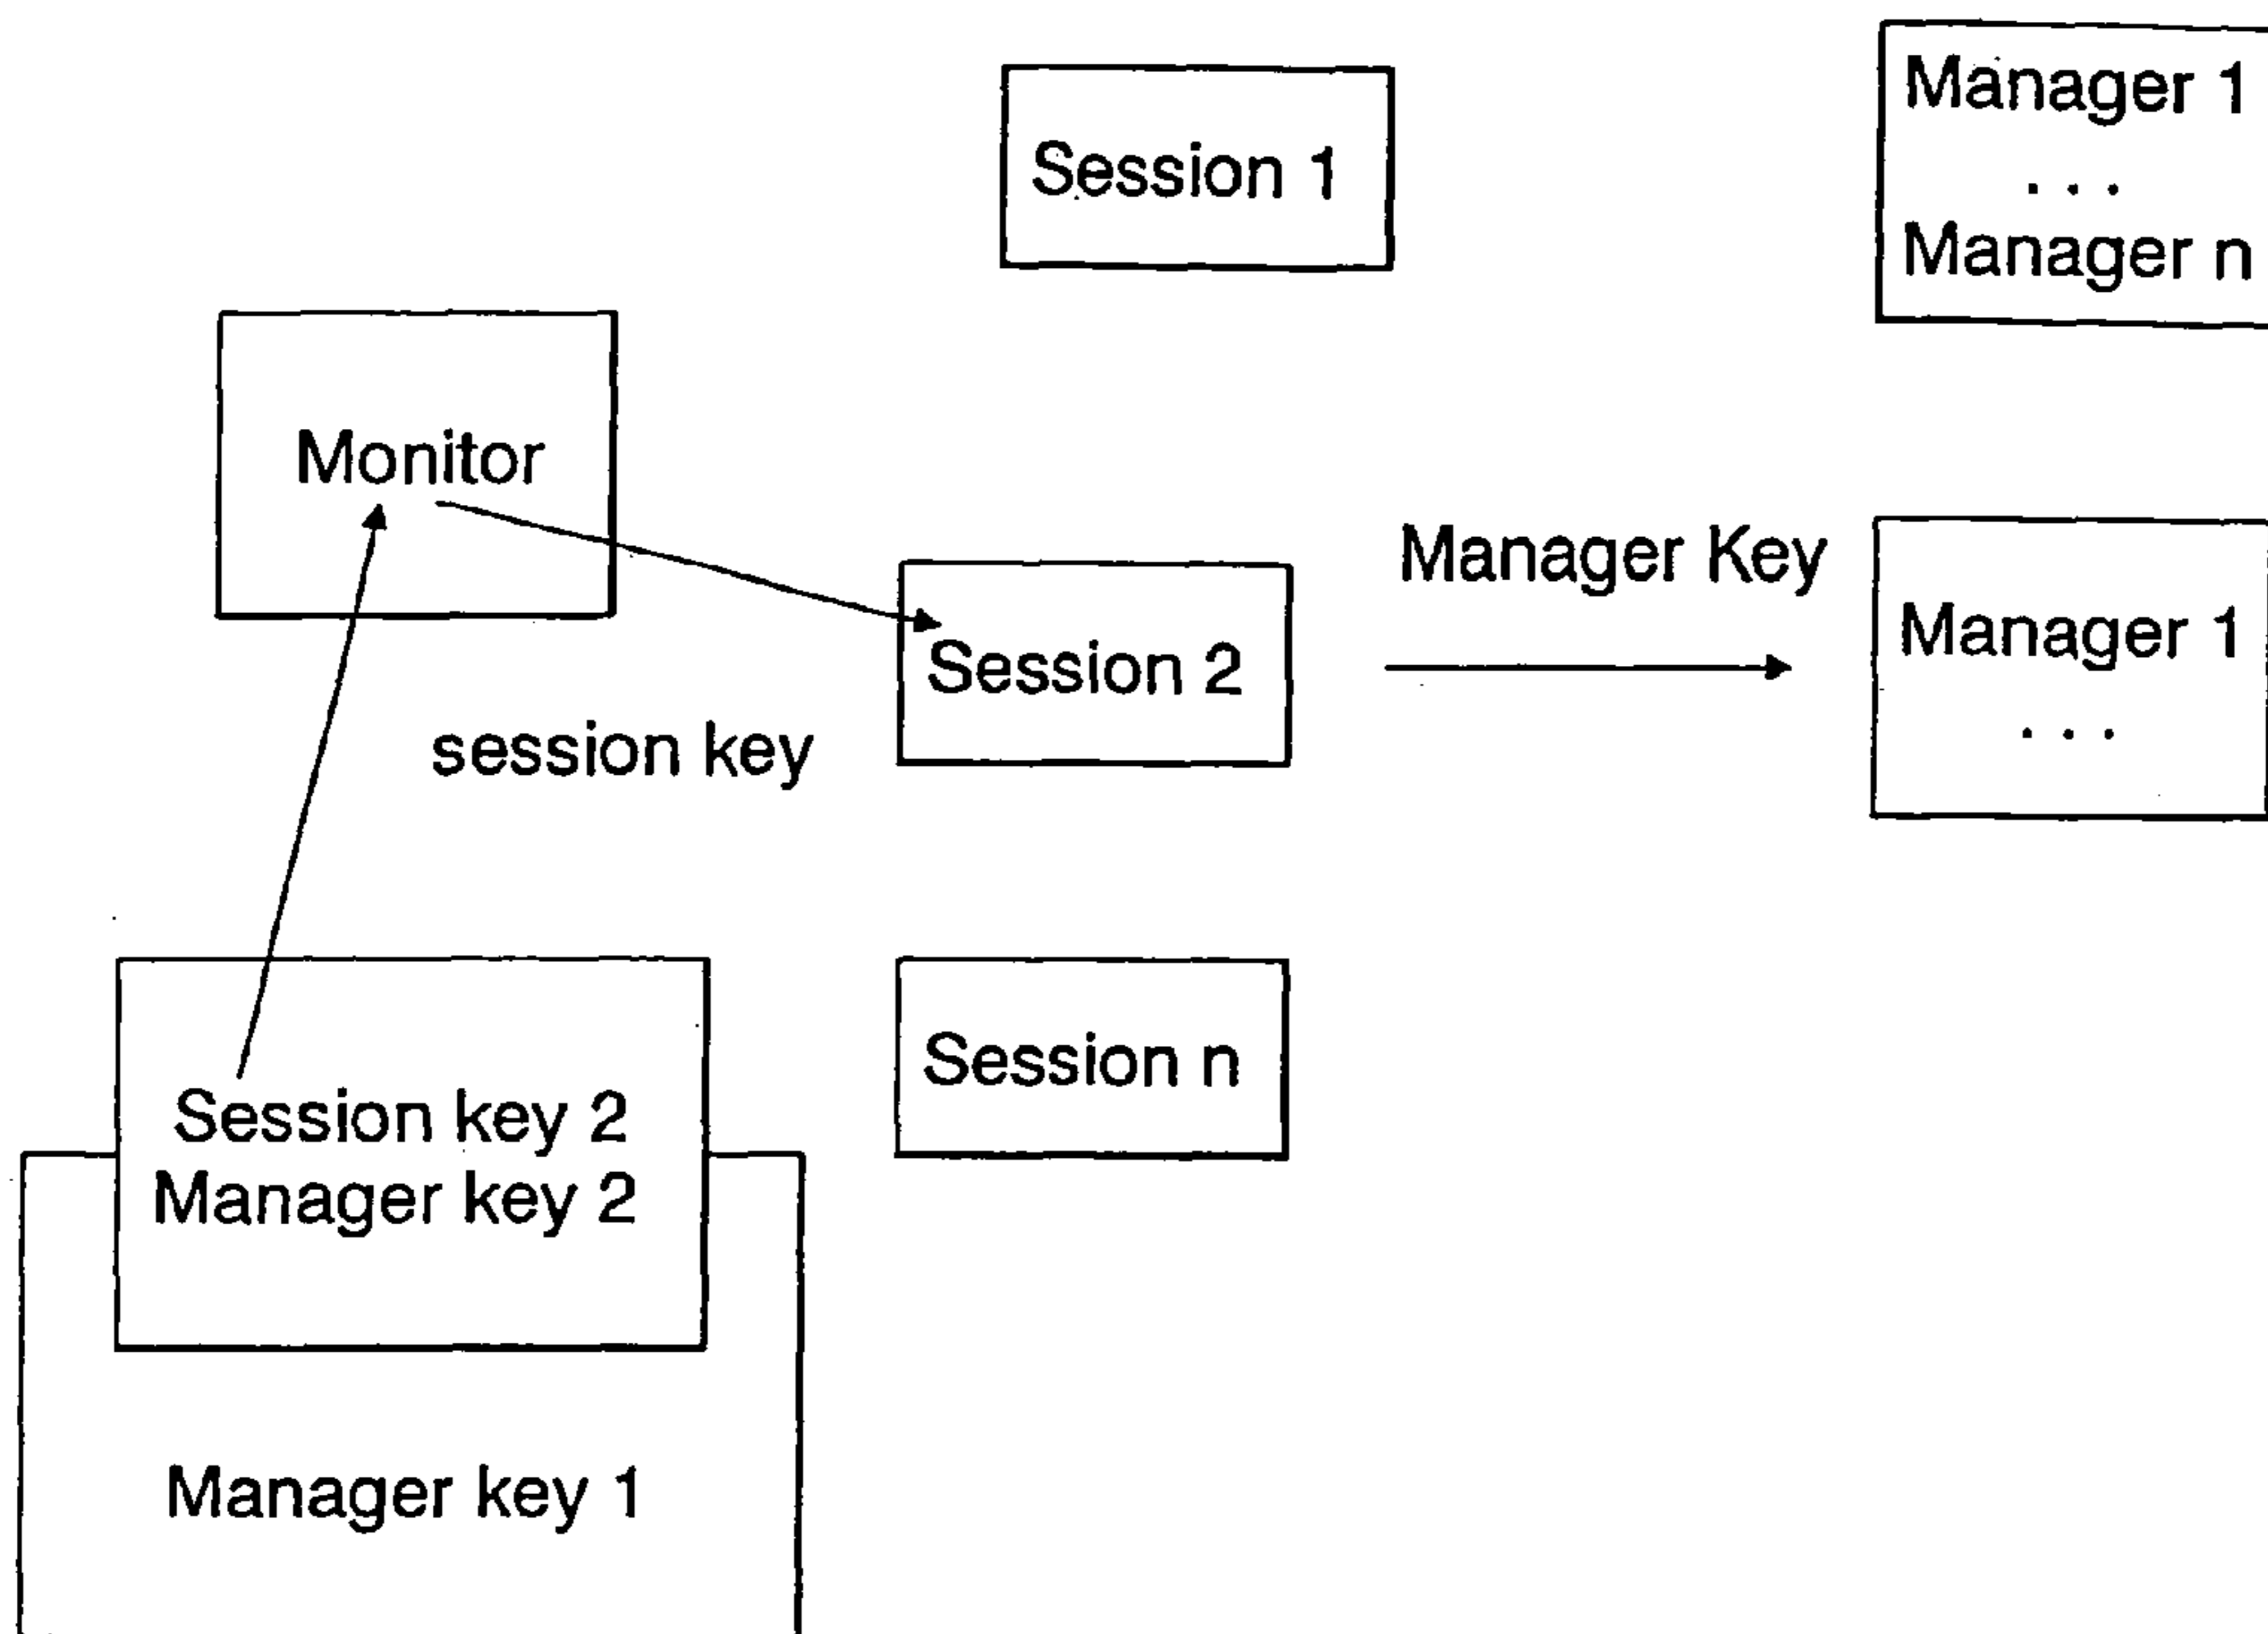 Session 1
Manager 1
. . .
Manager n
Monitor
Manager Key
Session 2
Manager 1
. . .
session key
Session n
Session key 2
Manager key 2
Manager key 1